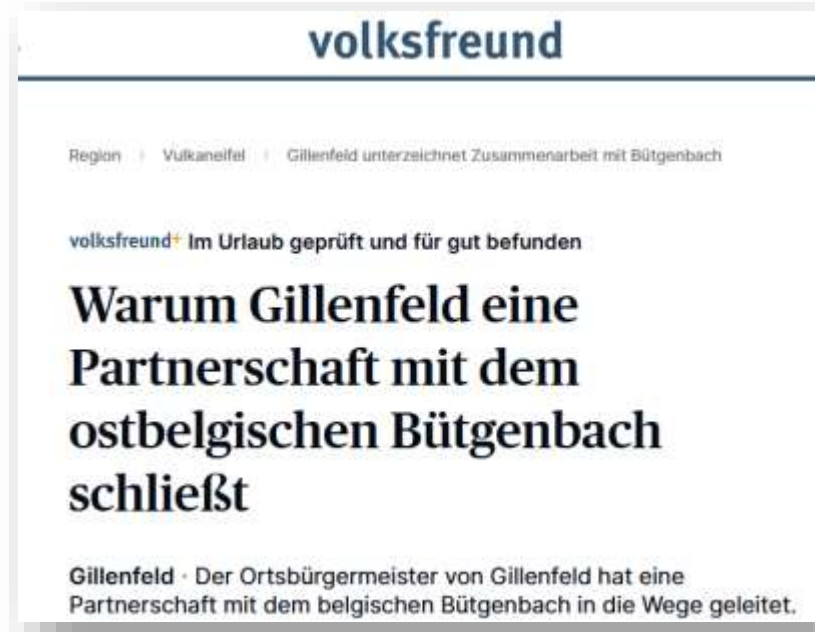 volksfreund
Region
Vulkaneifel
Gillenfeld unterzeichnet Zusammenarbeit mit Bütgenbach
volksfreund+ Im Urlaub geprüft und für gut befunden
Warum Gillenfeld eine
Partnerschaft mit dem
ostbelgischen Bütgenbach
schließt
Gillenfeld · Der Ortsbürgermeister von Gillenfeld hat eine
Partnerschaft mit dem belgischen Bütgenbach in die Wege geleitet.